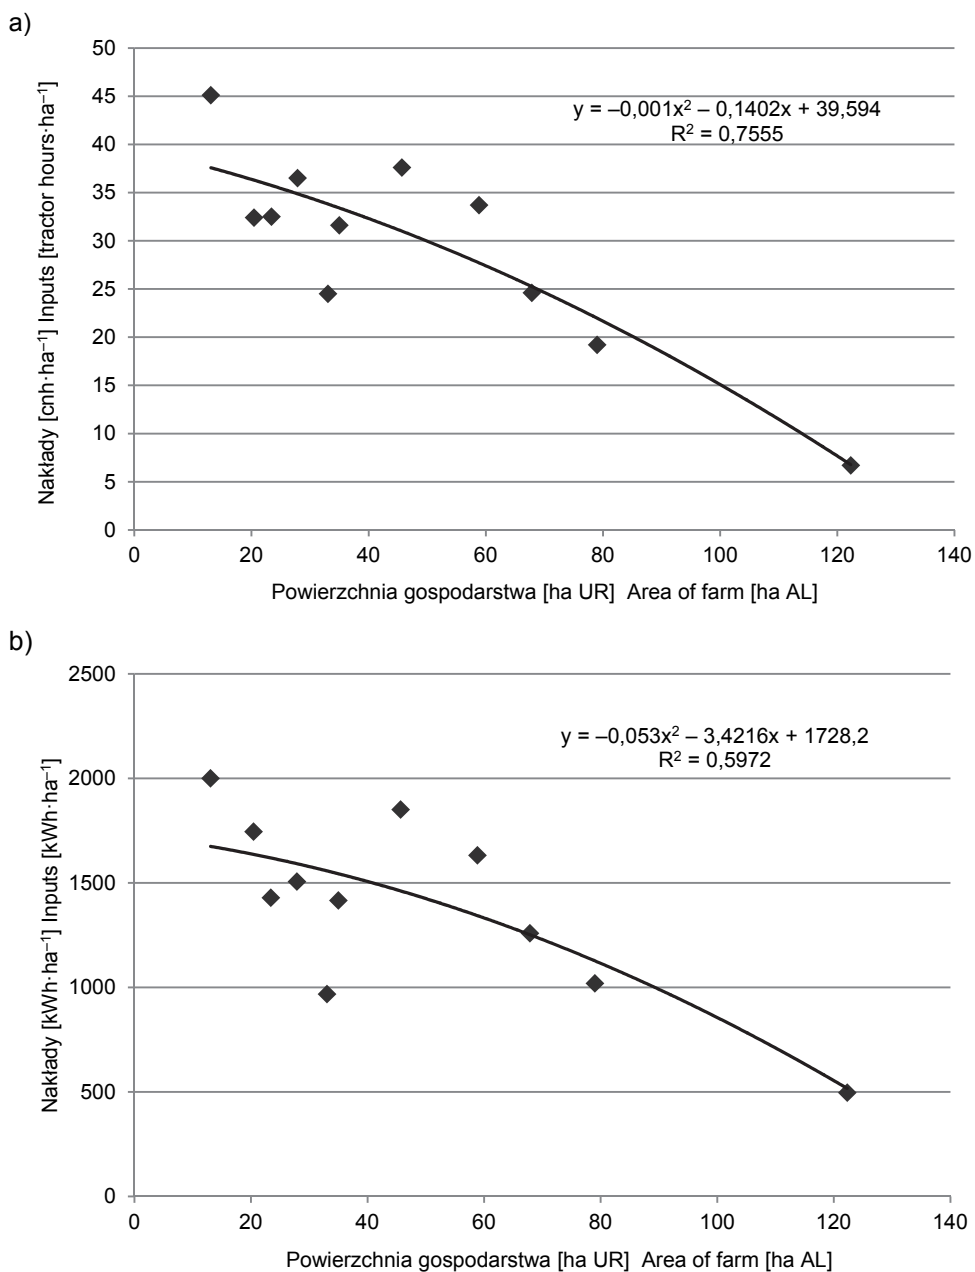 a)
50
45
40
35
30
25
20
15
10
5
0
y = –0,001x² – 0,1402x + 39,594
R² = 0,7555
Nakłady [cnh·ha⁻¹] Inputs [tractor hours·ha⁻¹]
0 20 40 60 80 100 120 140
Powierzchnia gospodarstwa [ha UR] Area of farm [ha AL]
b)
2500
2000
1500
1000
500
0
y = –0,053x² – 3,4216x + 1728,2
R² = 0,5972
Nakłady [kWh·ha⁻¹] Inputs [kWh·ha⁻¹]
0 20 40 60 80 100 120 140
Powierzchnia gospodarstwa [ha UR] Area of farm [ha AL]